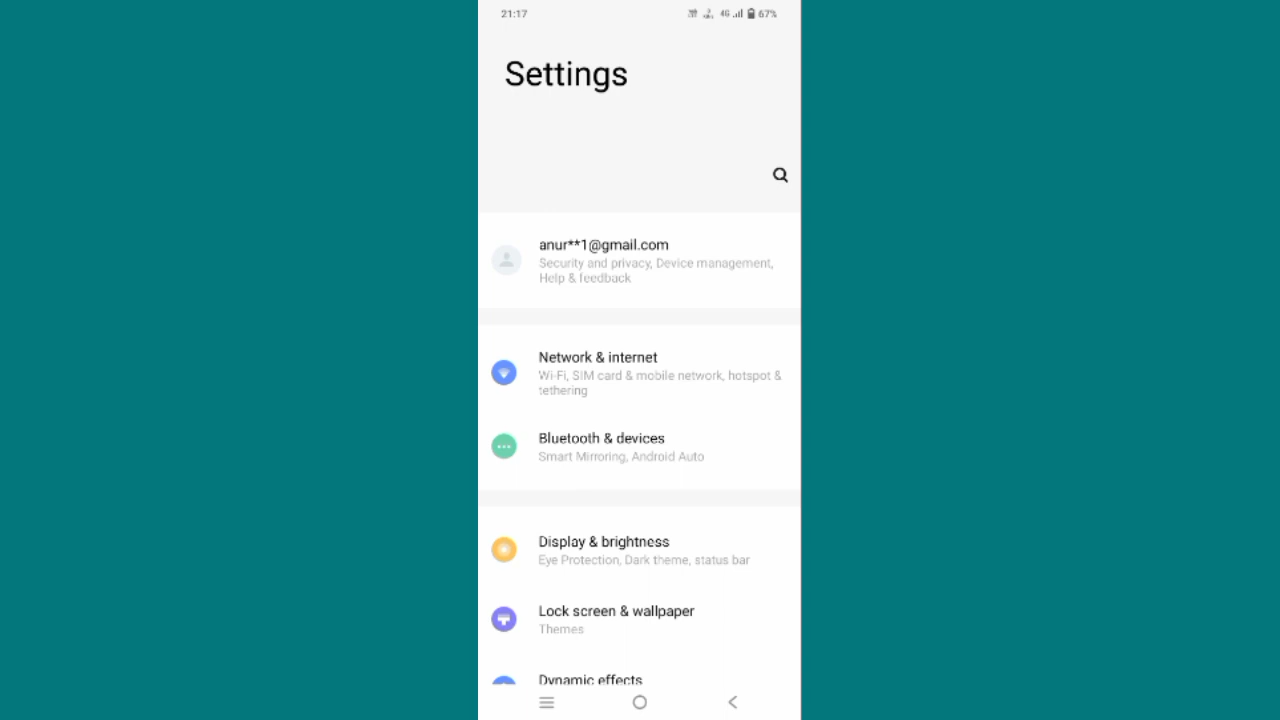 21:17
4G 67%
Settings
anur**1@gmail.com
Security and privacy, Device management,
Help & feedback
Network & internet
Wi-Fi, SIM card & mobile network, hotspot &
tethering
Bluetooth & devices
Smart Mirroring, Android Auto
Display & brightness
Eye Protection, Dark theme, status bar
Lock screen & wallpaper
Themes
Dynamic effects